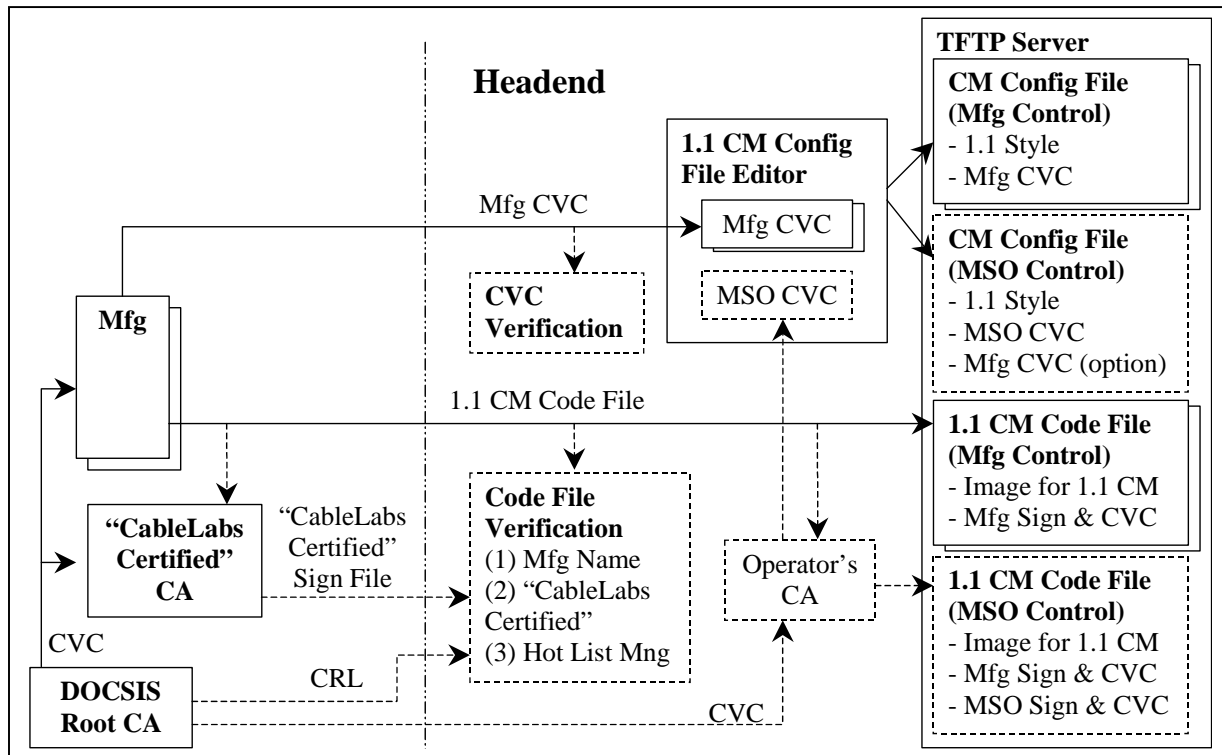 Headend
TFTP Server
CM Config File
(Mfg Control)
- 1.1 Style
- Mfg CVC
1.1 CM Config
File Editor
Mfg CVC
MSO CVC
Mfg CVC
CVC
Verification
CM Config File
(MSO Control)
- 1.1 Style
- MSO CVC
- Mfg CVC (option)
Mfg
1.1 CM Code File
1.1 CM Code File
(Mfg Control)
- Image for 1.1 CM
- Mfg Sign & CVC
“CableLabs
Certified”
CA
“CableLabs
Certified”
Sign File
Code File
Verification
(1) Mfg Name
(2) “CableLabs
Certified”
(3) Hot List Mng
Operator’s
CA
1.1 CM Code File
(MSO Control)
- Image for 1.1 CM
- Mfg Sign & CVC
- MSO Sign & CVC
CVC
DOCSIS
Root CA
CRL
CVC